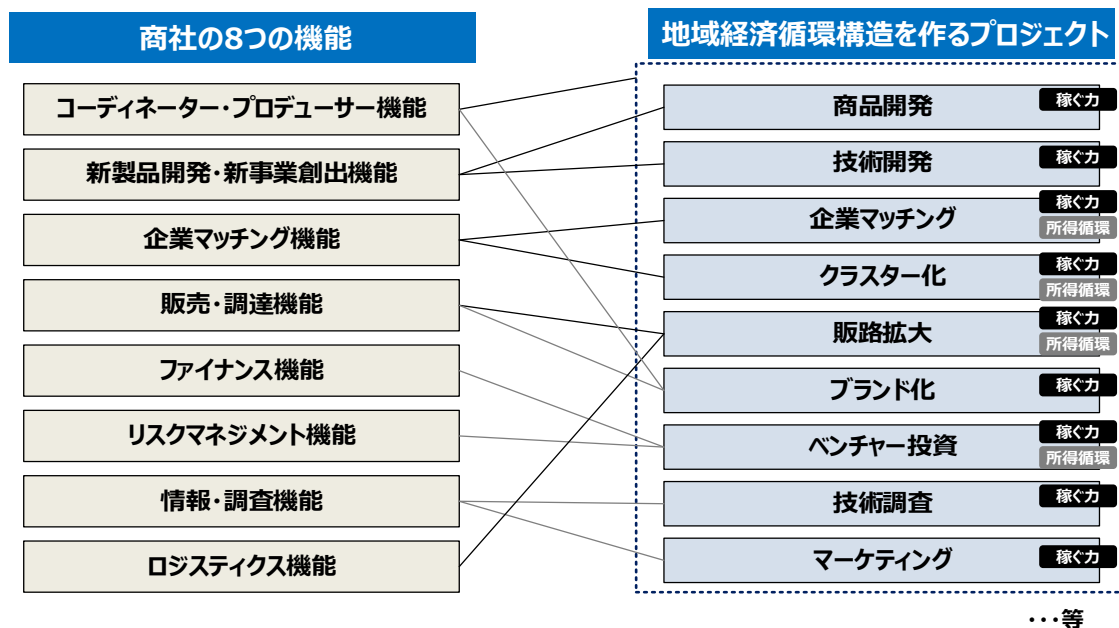 商社の8つの機能
コーディネーター・プロデューサー機能
新製品開発・新事業創出機能
企業マッチング機能
販売・調達機能
ファイナンス機能
リスクマネジメント機能
情報・調査機能
ロジスティクス機能
地域経済循環構造を作るプロジェクト
商品開発
稼ぐ力
技術開発
稼ぐ力
企業マッチング
稼ぐ力
所得循環
クラスター化
稼ぐ力
所得循環
販路拡大
稼ぐ力
所得循環
ブランド化
稼ぐ力
ベンチャー投資
稼ぐ力
所得循環
技術調査
稼ぐ力
マーケティング
稼ぐ力
・・・等